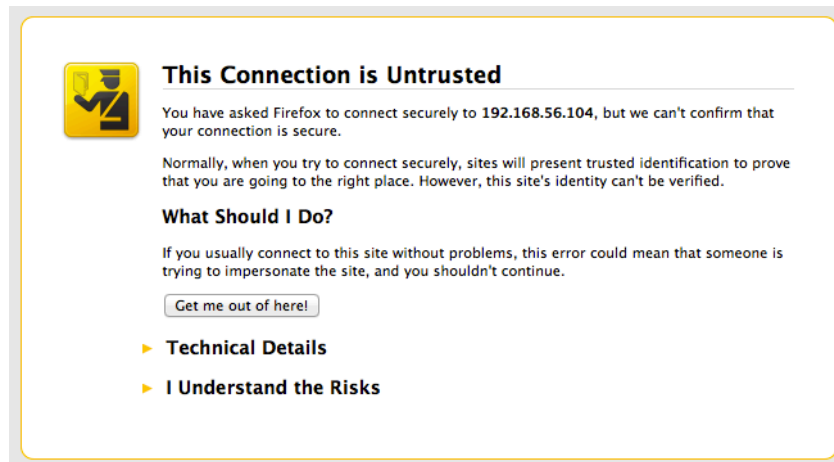 This Connection is Untrusted
You have asked Firefox to connect securely to 192.168.56.104, but we can't confirm that
your connection is secure.
Normally, when you try to connect securely, sites will present trusted identification to prove
that you are going to the right place. However, this site's identity can't be verified.
What Should I Do?
If you usually connect to this site without problems, this error could mean that someone is
trying to impersonate the site, and you shouldn't continue.
Get me out of here!
Technical Details
I Understand the Risks